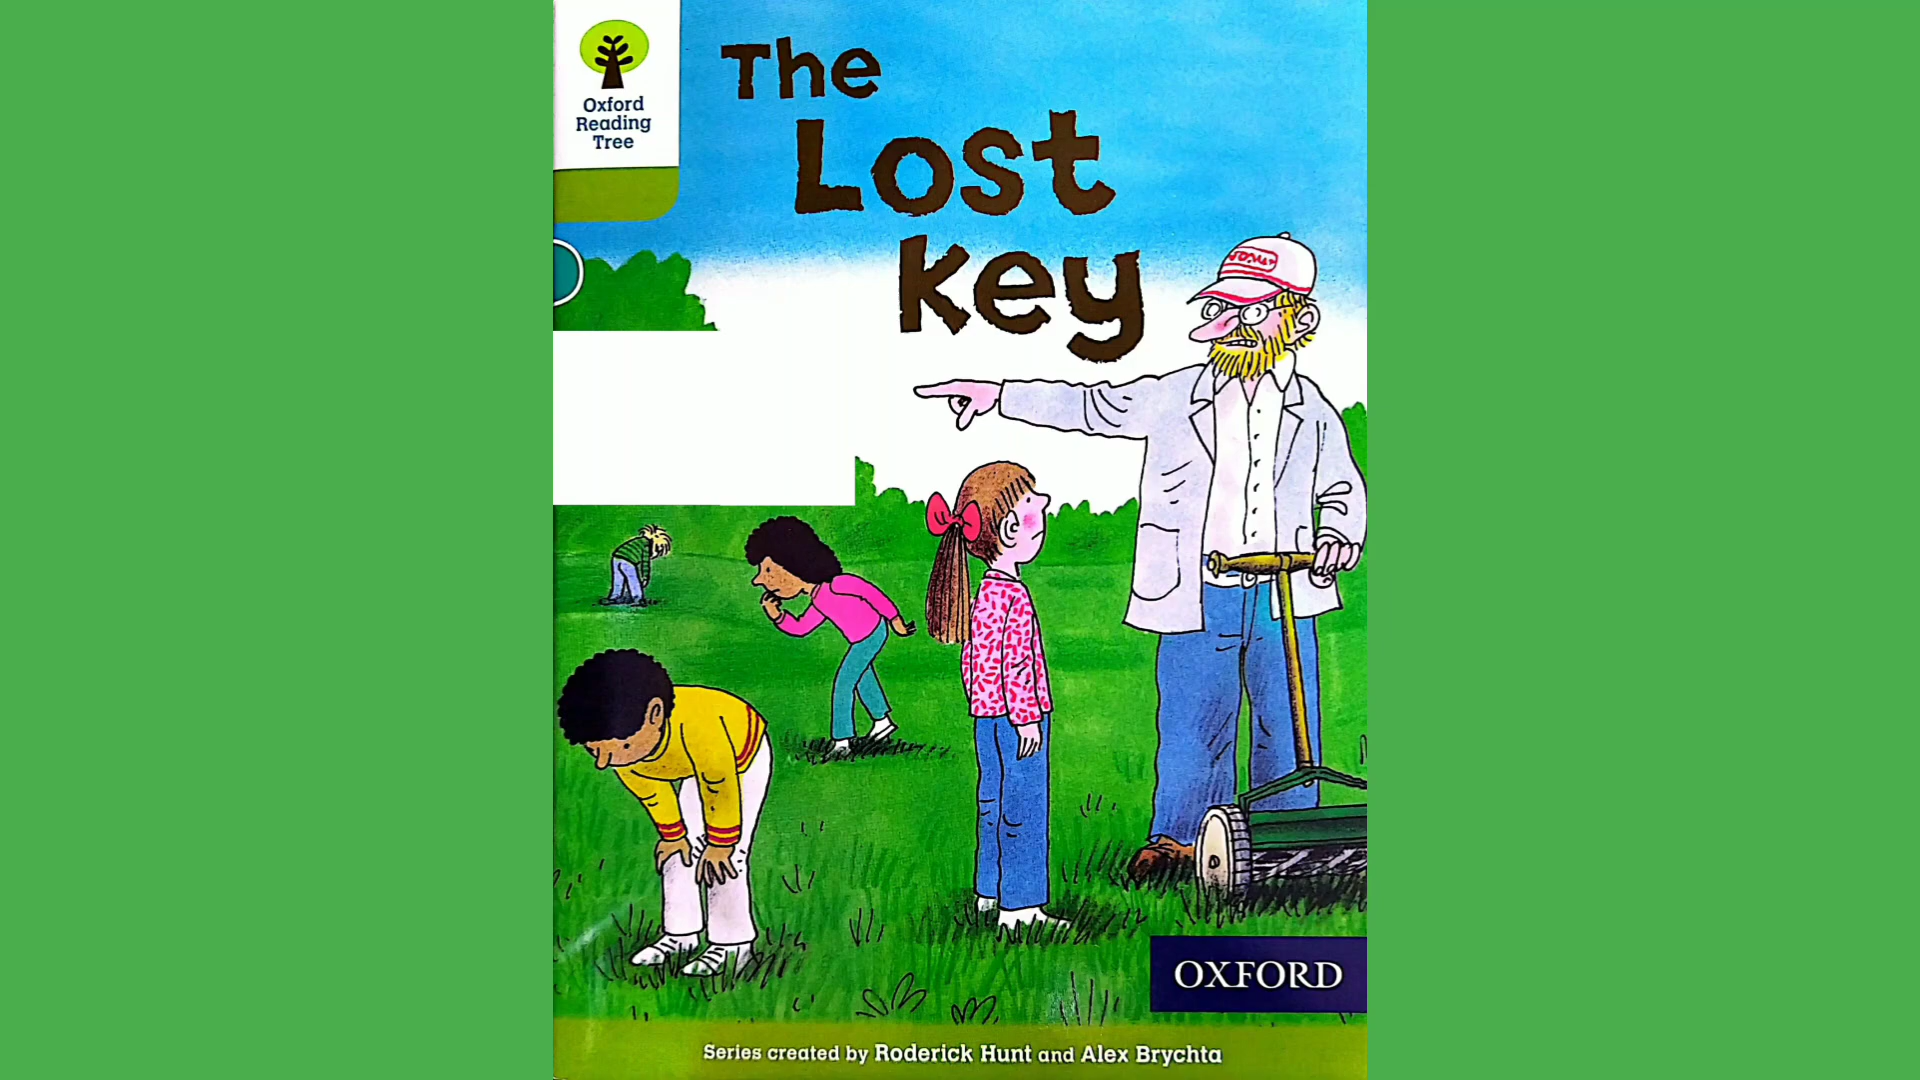 Oxford
Reading
Tree
The
Lost
key
OXFORD
Series created by Roderick Hunt and Alex Brychta